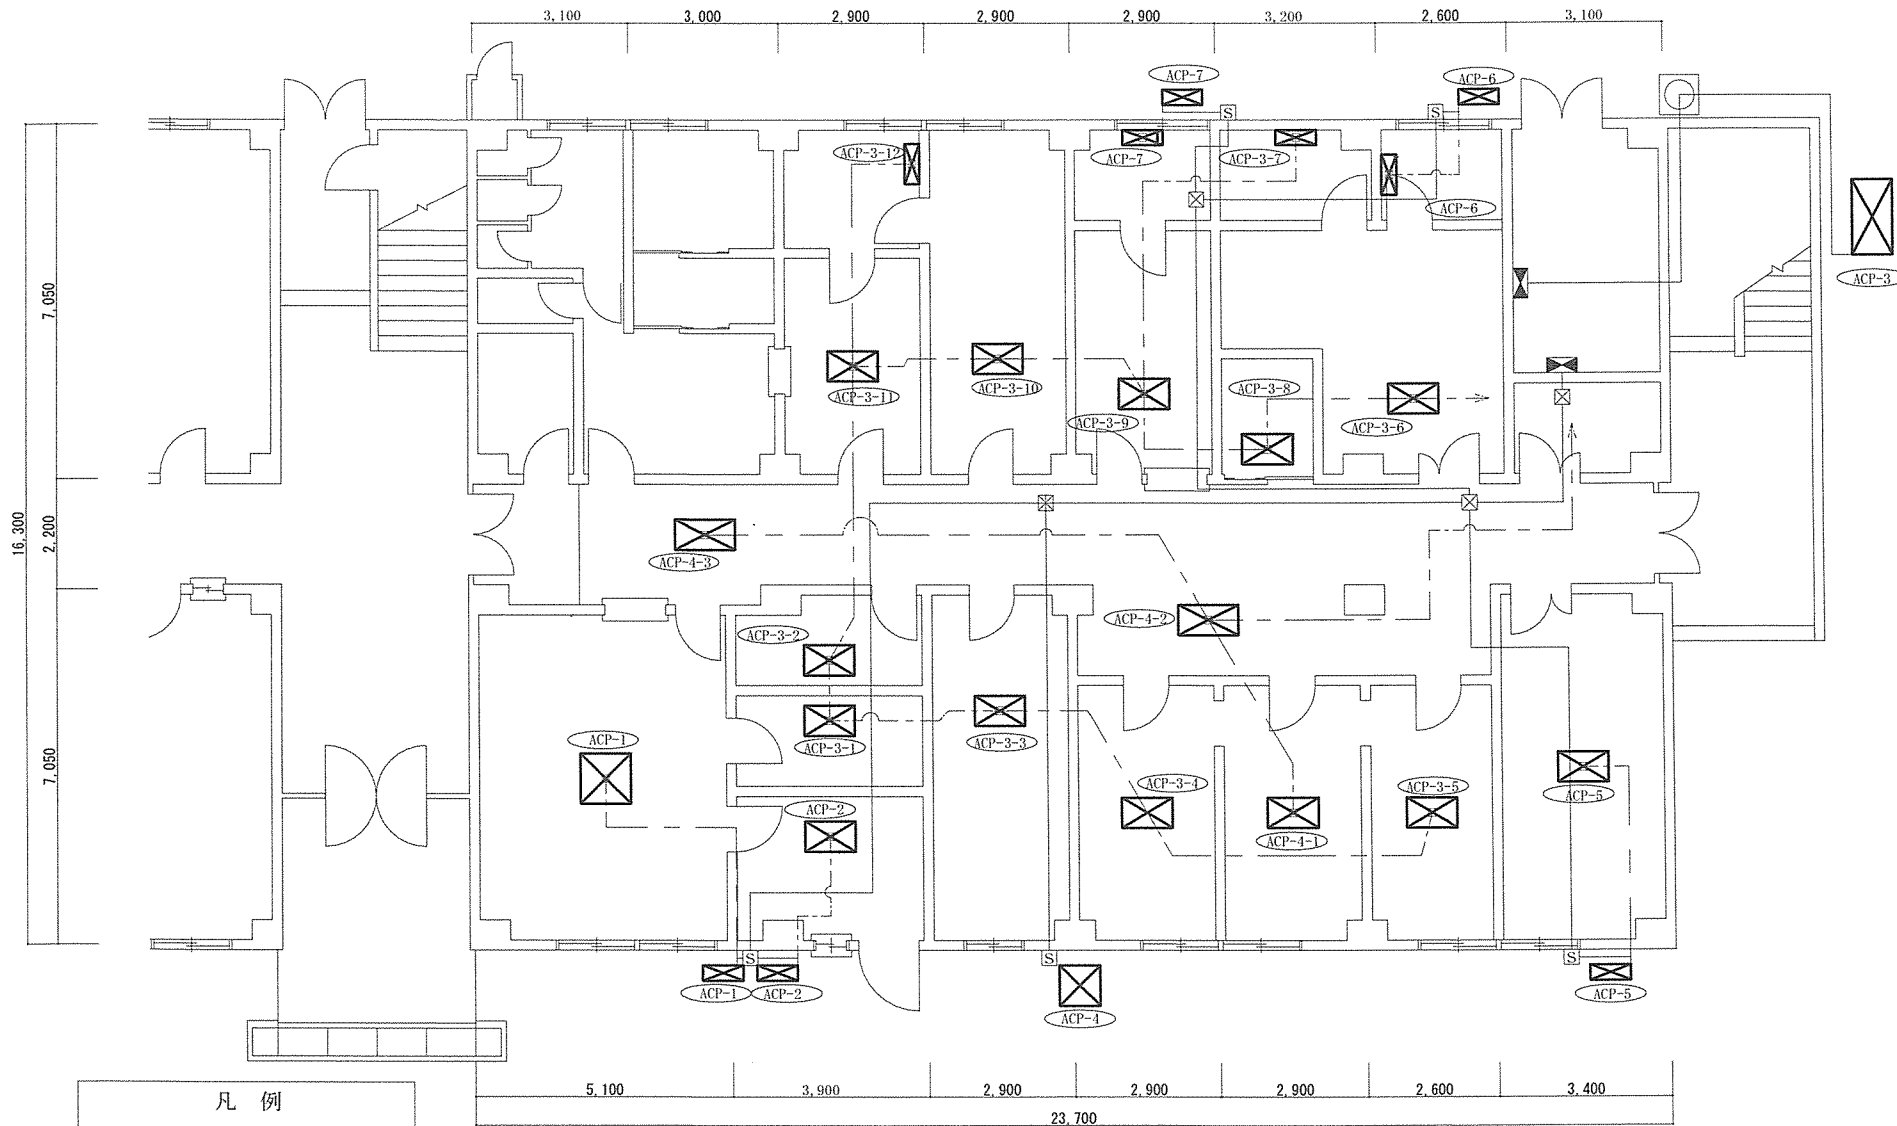 3,100 3,000 2,900 2,900 2,900 3,200 2,600 3,100
ACP-7 ACP-6
S S
ACP-3-12 ACP-7 ACP-3-7 ACP-6
ACP-3
7,050
ACP-3-11 ACP-3-10 ACP-3-9 ACP-3-8 ACP-3-6
16,300
2,200
ACP-4-3
ACP-3-2 ACP-4-2
ACP-1 ACP-3-1 ACP-3-3
7,050
ACP-2 ACP-3-4 ACP-4-1 ACP-3-5 ACP-5
S S S
ACP-1 ACP-2 ACP-4 ACP-5
5,100 3,900 2,900 2,900 2,900 2,600 3,400
凡 例
23,700